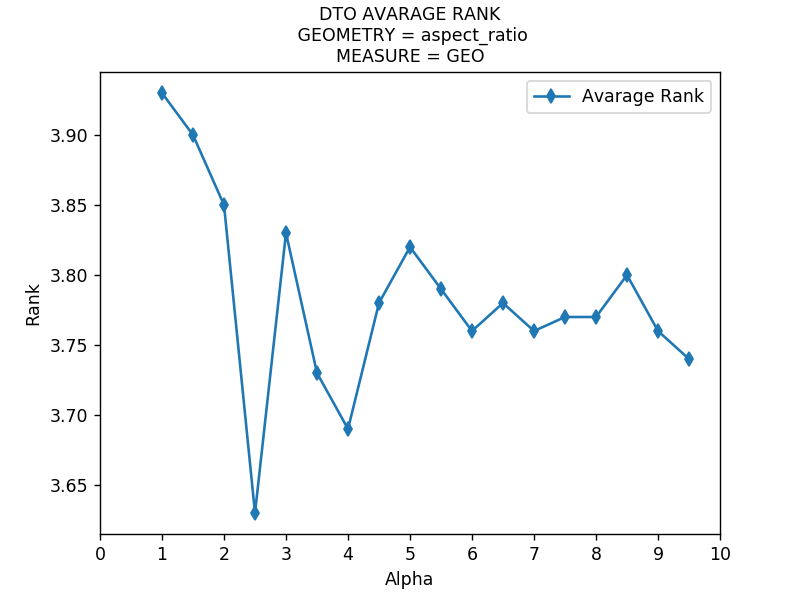 DTO AVARAGE RANK
GEOMETRY = aspect_ratio
MEASURE = GEO
Avarage Rank
3.90
3.85
3.80
3.75
3.70
3.65
Rank
0 1 2 3 4 5 6 7 8 9 10
Alpha